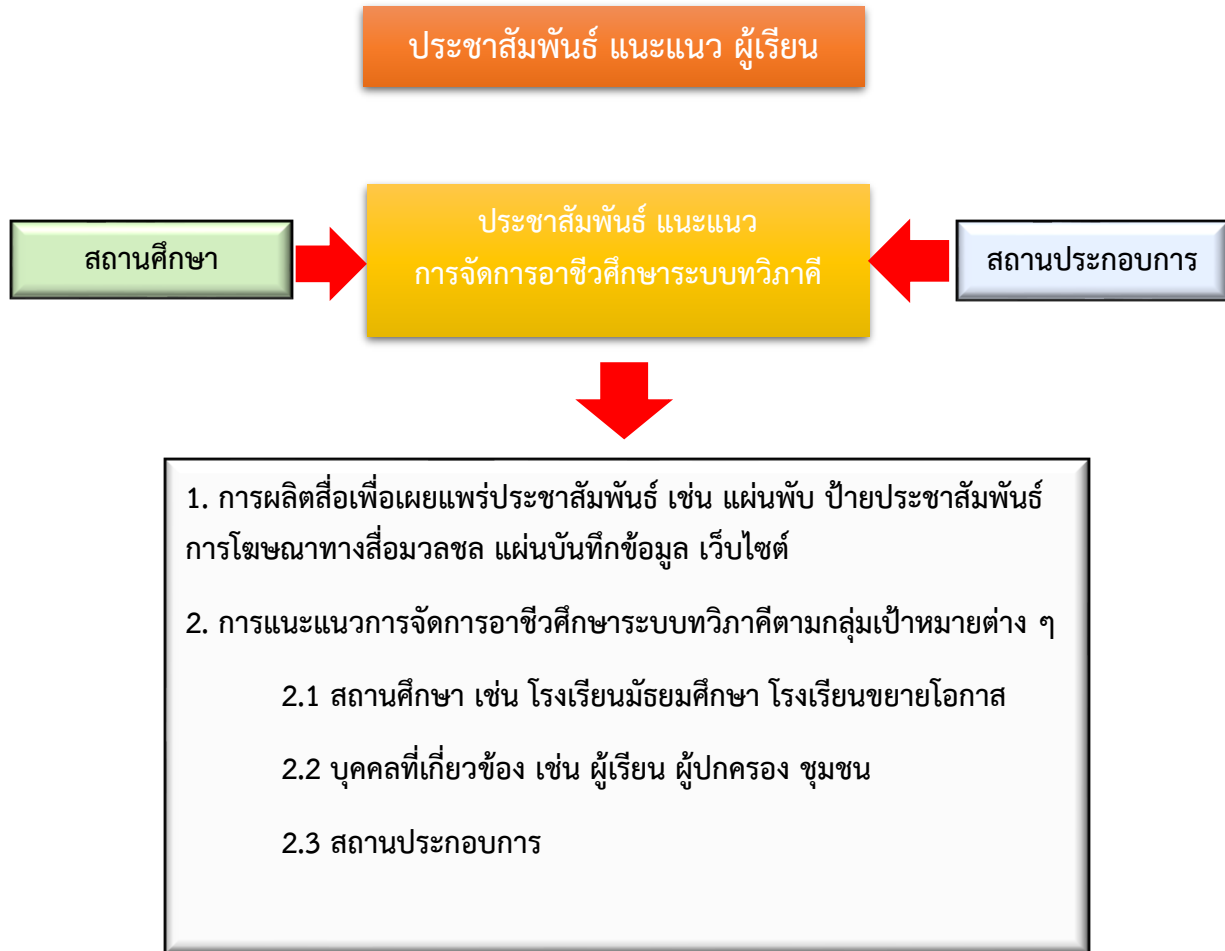 ประชาสัมพันธ์ แนะแนว ผู้เรียน
ประชาสัมพันธ์ แนะแนว
การจัดการอาชีวศึกษาระบบทวิภาคี
สถานศึกษา
สถานประกอบการ
1. การผลิตสื่อเพื่อเผยแพร่ประชาสัมพันธ์ เช่น แผ่นพับ ป้ายประชาสัมพันธ์
การโฆษณาทางสื่อมวลชล แผ่นบันทึกข้อมูล เว็บไซต์
2. การแนะแนวการจัดการอาชีวศึกษาระบบทวิภาคีตามกลุ่มเป้าหมายต่าง ๆ
2.1 สถานศึกษา เช่น โรงเรียนมัธยมศึกษา โรงเรียนขยายโอกาส
2.2 บุคคลที่เกี่ยวข้อง เช่น ผู้เรียน ผู้ปกครอง ชุมชน
2.3 สถานประกอบการ